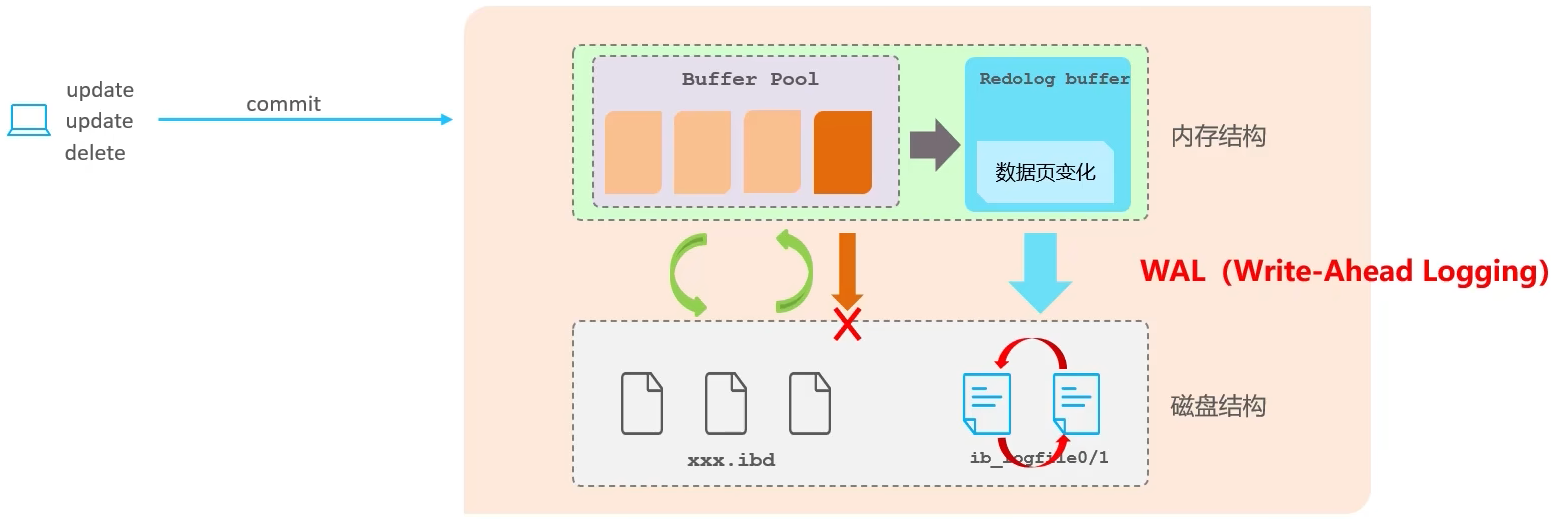 update
update
delete
commit
Buffer Pool
Redolog buffer
数据页变化
内存结构
WAL（Write-Ahead Logging）
xxx.ibd
ib_logfile0/1
磁盘结构